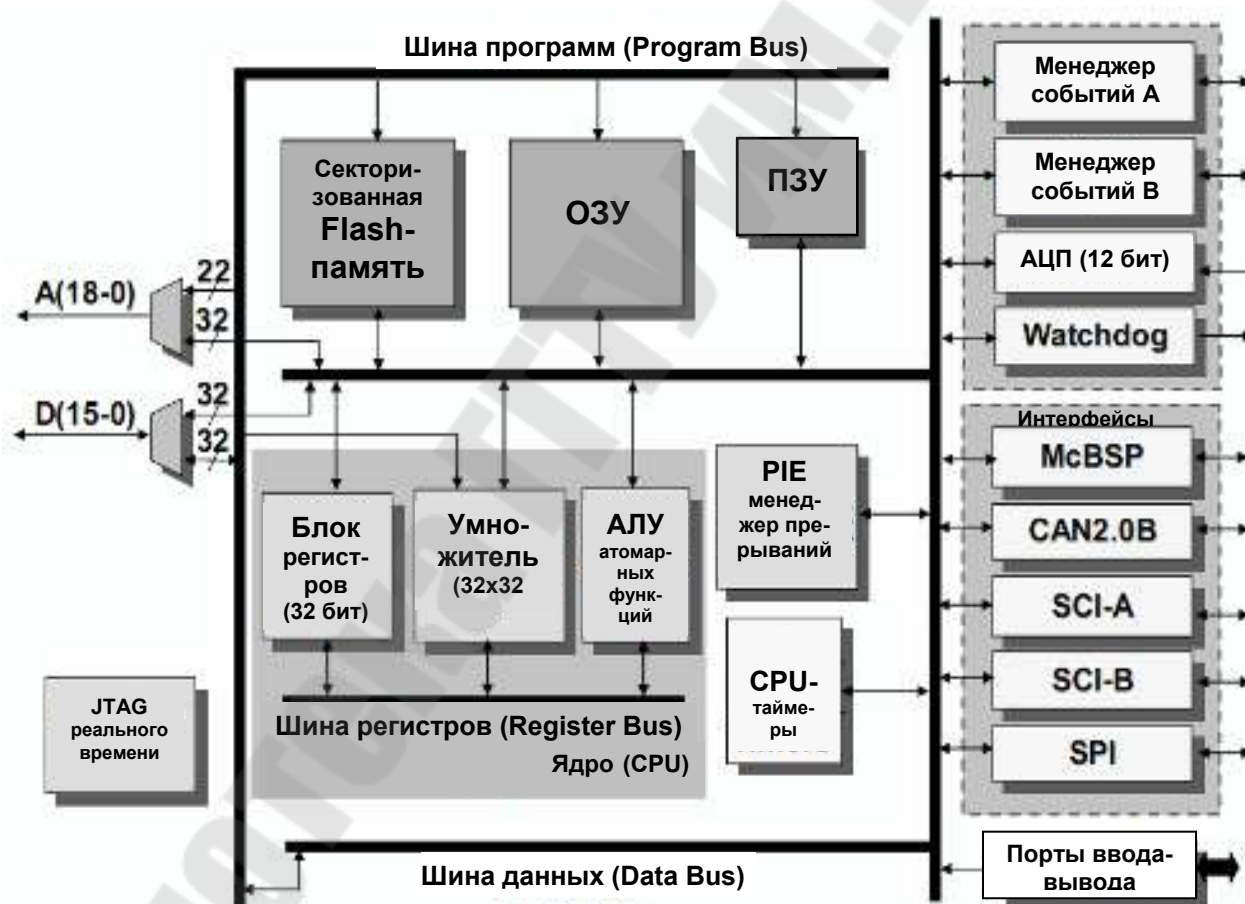 Шина программ (Program Bus)
Сектори-
зованная
Flash-
память
ОЗУ
ПЗУ
22
A(18-0)
32
32
D(15-0)
32
Менеджер
событий А
Менеджер
событий В
АЦП (12 бит)
Watchdog
Интерфейсы
McBSP
CAN2.0B
SCI-A
SCI-B
SPI
Порты ввода-
вывода
PIE
менед-
жер пре-
рываний
CPU-
тайме-
ры
Блок
регист-
ров
(32 бит)
Умно-
житель
(32x32
АЛУ
атомар-
ных
функ-
ций
Шина регистров (Register Bus)
Ядро (CPU)
JTAG
реального
времени
Шина данных (Data Bus)